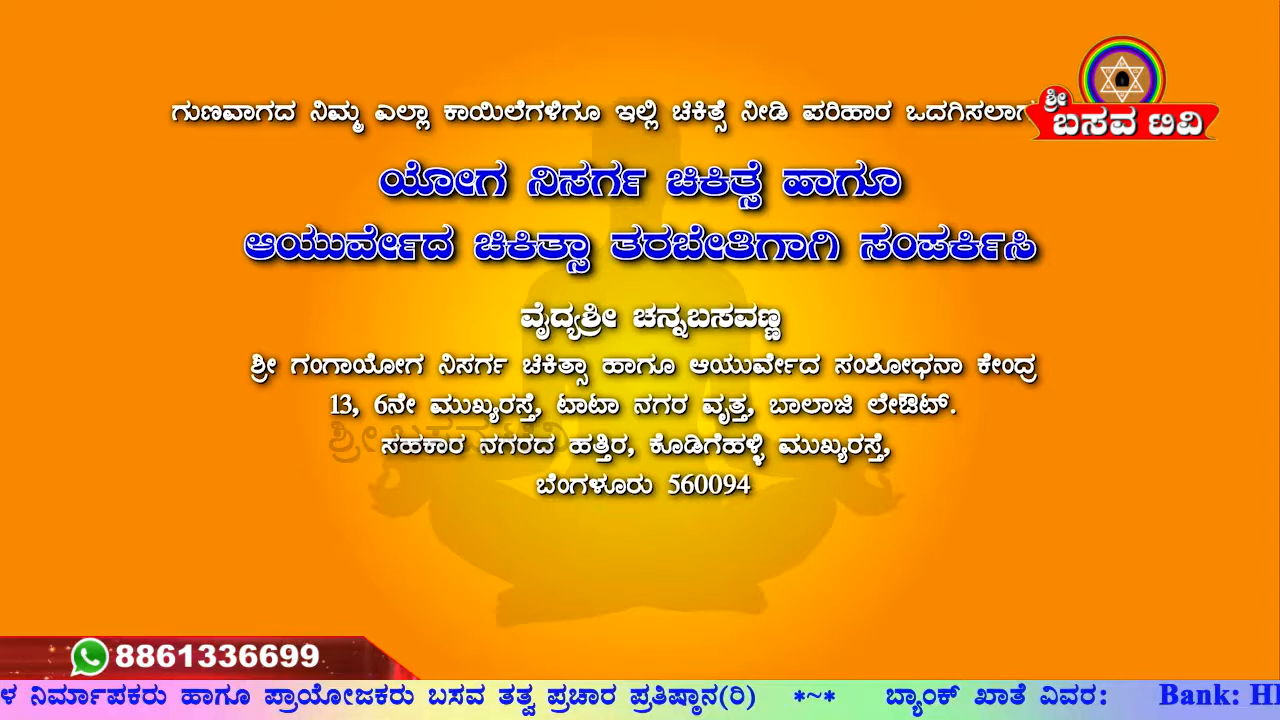 ಗುಣವಾಗದ ನಿಮ್ಮ ಎಲ್ಲಾ ಕಾಯಿಲೆಗಳಿಗೂ ಇಲ್ಲಿ ಚಿಕಿತ್ಸೆ ನೀಡಿ ಪರಿಹಾರ ಒದಗಿಸಲಾಗು
ಶ್ರೀ
ಬಸವ ಟಿವಿ
ಯೋಗ ನಿಸರ್ಗ ಚಿಕಿತ್ಸೆ ಹಾಗೂ
ಆಯುರ್ವೇದ ಚಿಕಿತ್ಸಾ ತರಬೇತಿಗಾಗಿ ಸಂಪರ್ಕಿಸಿ
ವೈದ್ಯಶ್ರೀ ಚನ್ನಬಸವಣ್ಣ
ಶ್ರೀ ಗಂಗಾಯೋಗ ನಿಸರ್ಗ ಚಿಕಿತ್ಸಾ ಹಾಗೂ ಆಯುರ್ವೇದ ಸಂಶೋಧನಾ ಕೇಂದ್ರ
13, 6ನೇ ಮುಖ್ಯರಸ್ತೆ, ಟಾಟಾ ನಗರ ವೃತ್ತ, ಬಾಲಾಜಿ ಲೇಔಟ್.
ಶ್ರೀ ಬಸವ ಟಿವಿ
ಸಹಕಾರ ನಗರದ ಹತ್ತಿರ, ಕೊಡಿಗೆಹಳ್ಳಿ ಮುಖ್ಯರಸ್ತೆ,
ಬೆಂಗಳೂರು 560094
8861336699
ಳ ನಿರ್ಮಾಪಕರು ಹಾಗೂ ಪ್ರಾಯೋಜಕರು ಬಸವ ತತ್ವ ಪ್ರಚಾರ ಪ್ರತಿಷ್ಠಾನ(ರಿ) *~* ಬ್ಯಾಂಕ್ ಖಾತೆ ವಿವರ: Bank: HI